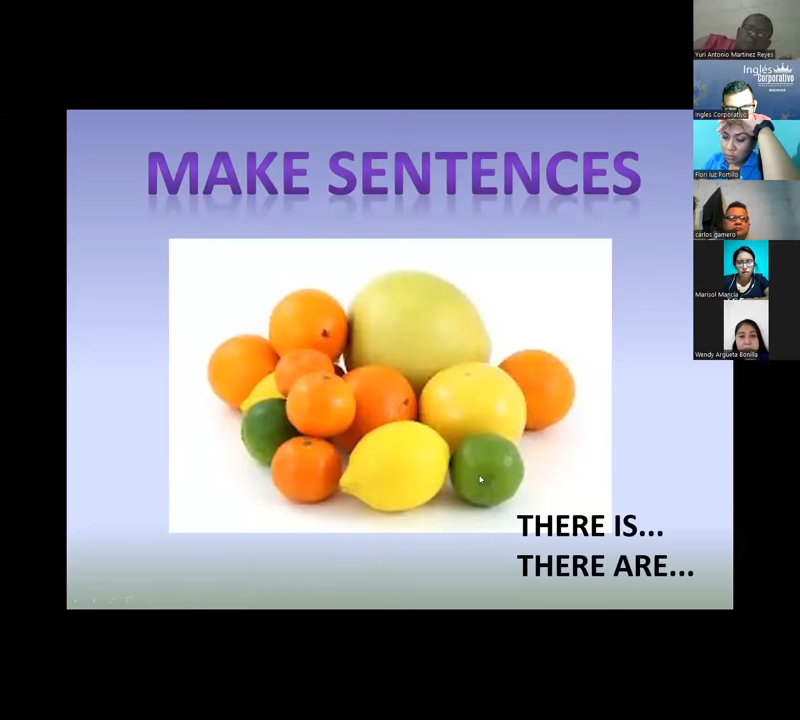 MAKE SENTENCES
THERE IS...
THERE ARE...
Yuri Antonio Martinez Reyes
Inglés
Corporativo
Ingles Corporativo
Flori luz Portillo
carlos gamero
Marisol Mancia
Wendy Argueta Bonilla